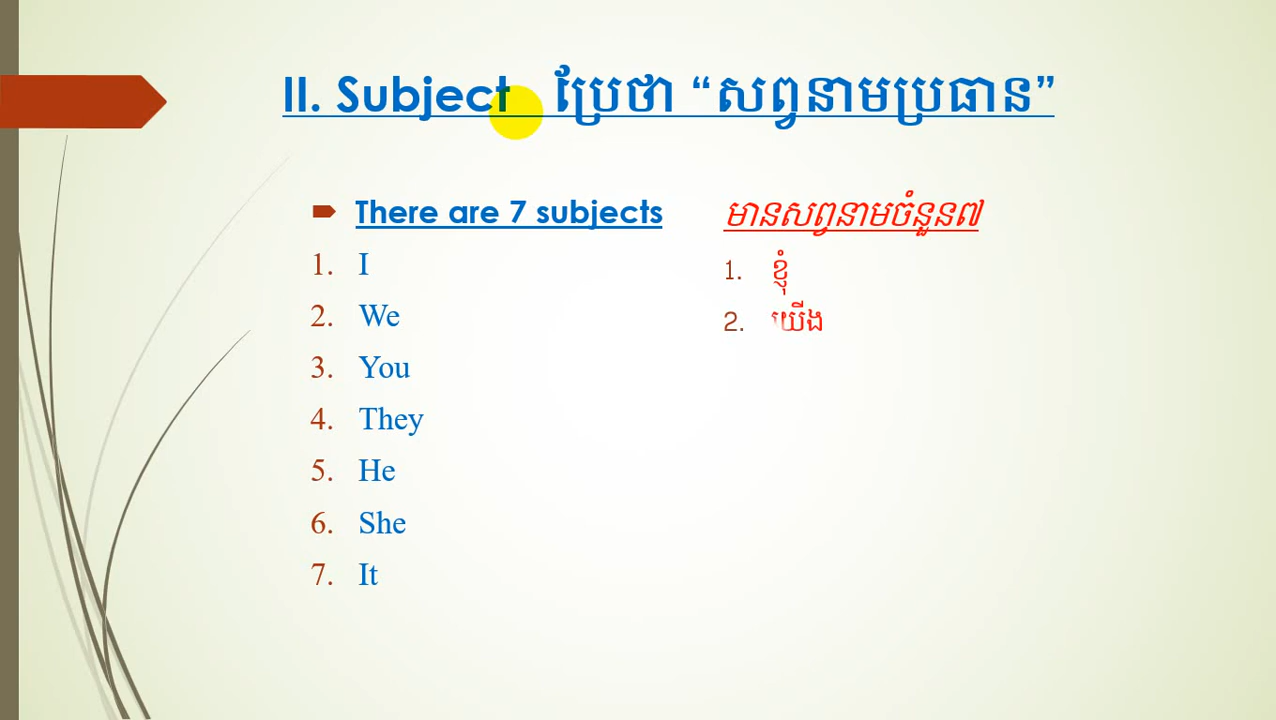 II. Subject ប្រែថា “សព្វនាមប្រធាន”
There are 7 subjects
1. I
2. We
3. You
4. They
5. He
6. She
7. It
មានសព្វនាមចំនួន៧
1. ខ្ញុំ
2. យើង